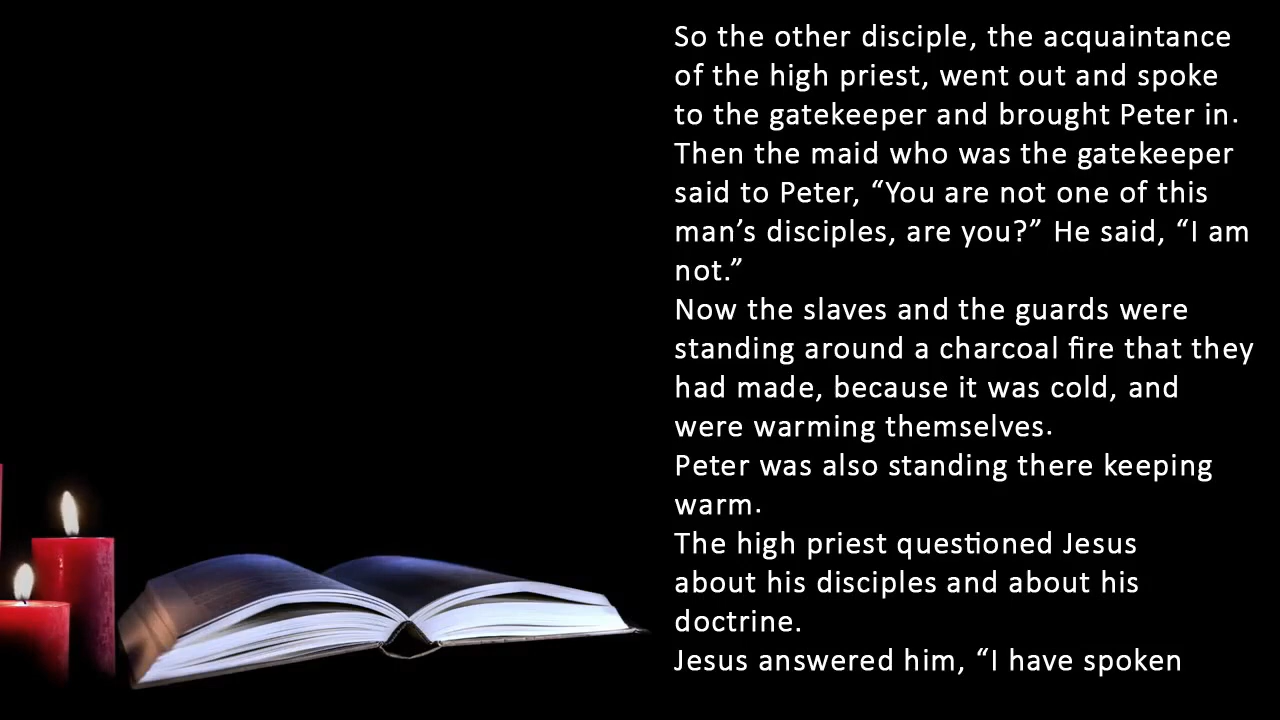 So the other disciple, the acquaintance
of the high priest, went out and spoke
to the gatekeeper and brought Peter in.
Then the maid who was the gatekeeper
said to Peter, “You are not one of this
man’s disciples, are you?” He said, “I am
not.”
Now the slaves and the guards were
standing around a charcoal fire that they
had made, because it was cold, and
were warming themselves.
Peter was also standing there keeping
warm.
The high priest questioned Jesus
about his disciples and about his
doctrine.
Jesus answered him, “I have spoken